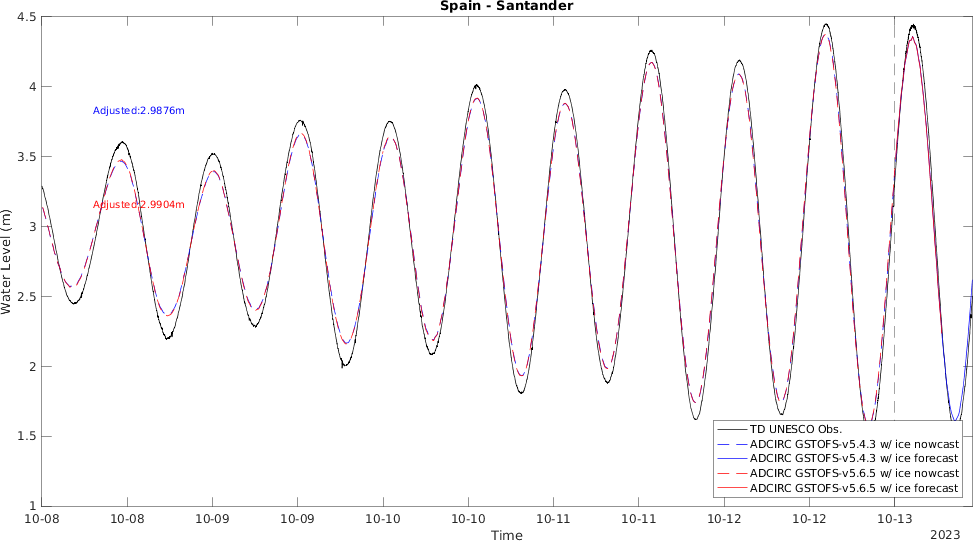 Spain - Santander
4.5
4
3.5
3
2.5
2
1.5
1
Water Level (m)
Adjusted:2.9876m
Adjusted:2.9904m
TD UNESCO Obs.
ADCIRC GSTOFS-v5.4.3 w/ ice nowcast
ADCIRC GSTOFS-v5.4.3 w/ ice forecast
ADCIRC GSTOFS-v5.6.5 w/ ice nowcast
ADCIRC GSTOFS-v5.6.5 w/ ice forecast
10-08 10-08 10-09 10-09 10-10 10-10 10-11 10-11 10-12 10-12 10-13
Time
2023